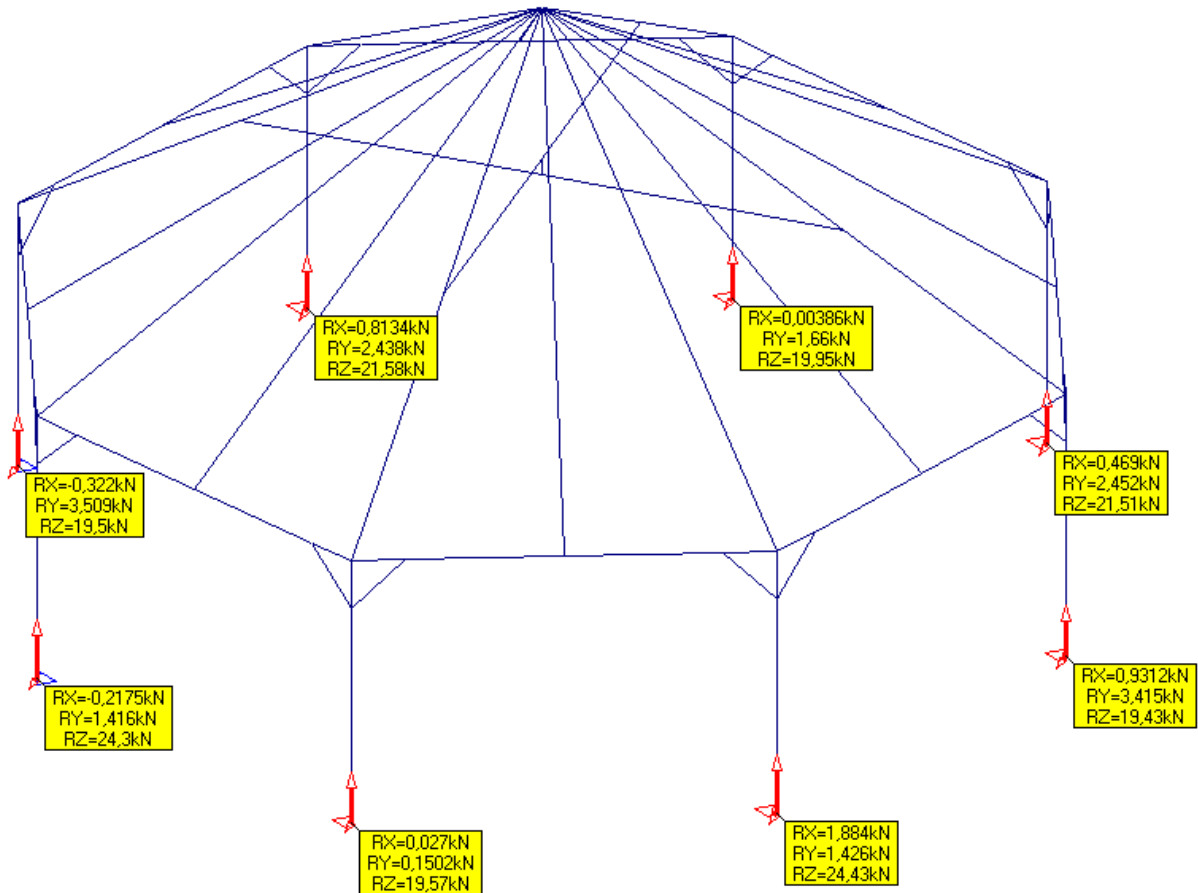 RX=0,8134kN
RY=2,438kN
RZ=21,58kN
RX=0,00386kN
RY=1,66kN
RZ=19,95kN
RX=-0,322kN
RY=3,509kN
RZ=19,5kN
RX=0,469kN
RY=2,452kN
RZ=21,51kN
RX=-0,2175kN
RY=1,416kN
RZ=24,3kN
RX=0,9312kN
RY=3,415kN
RZ=19,43kN
RX=0,027kN
RY=0,1502kN
RZ=19,57kN
RX=1,884kN
RY=1,426kN
RZ=24,43kN